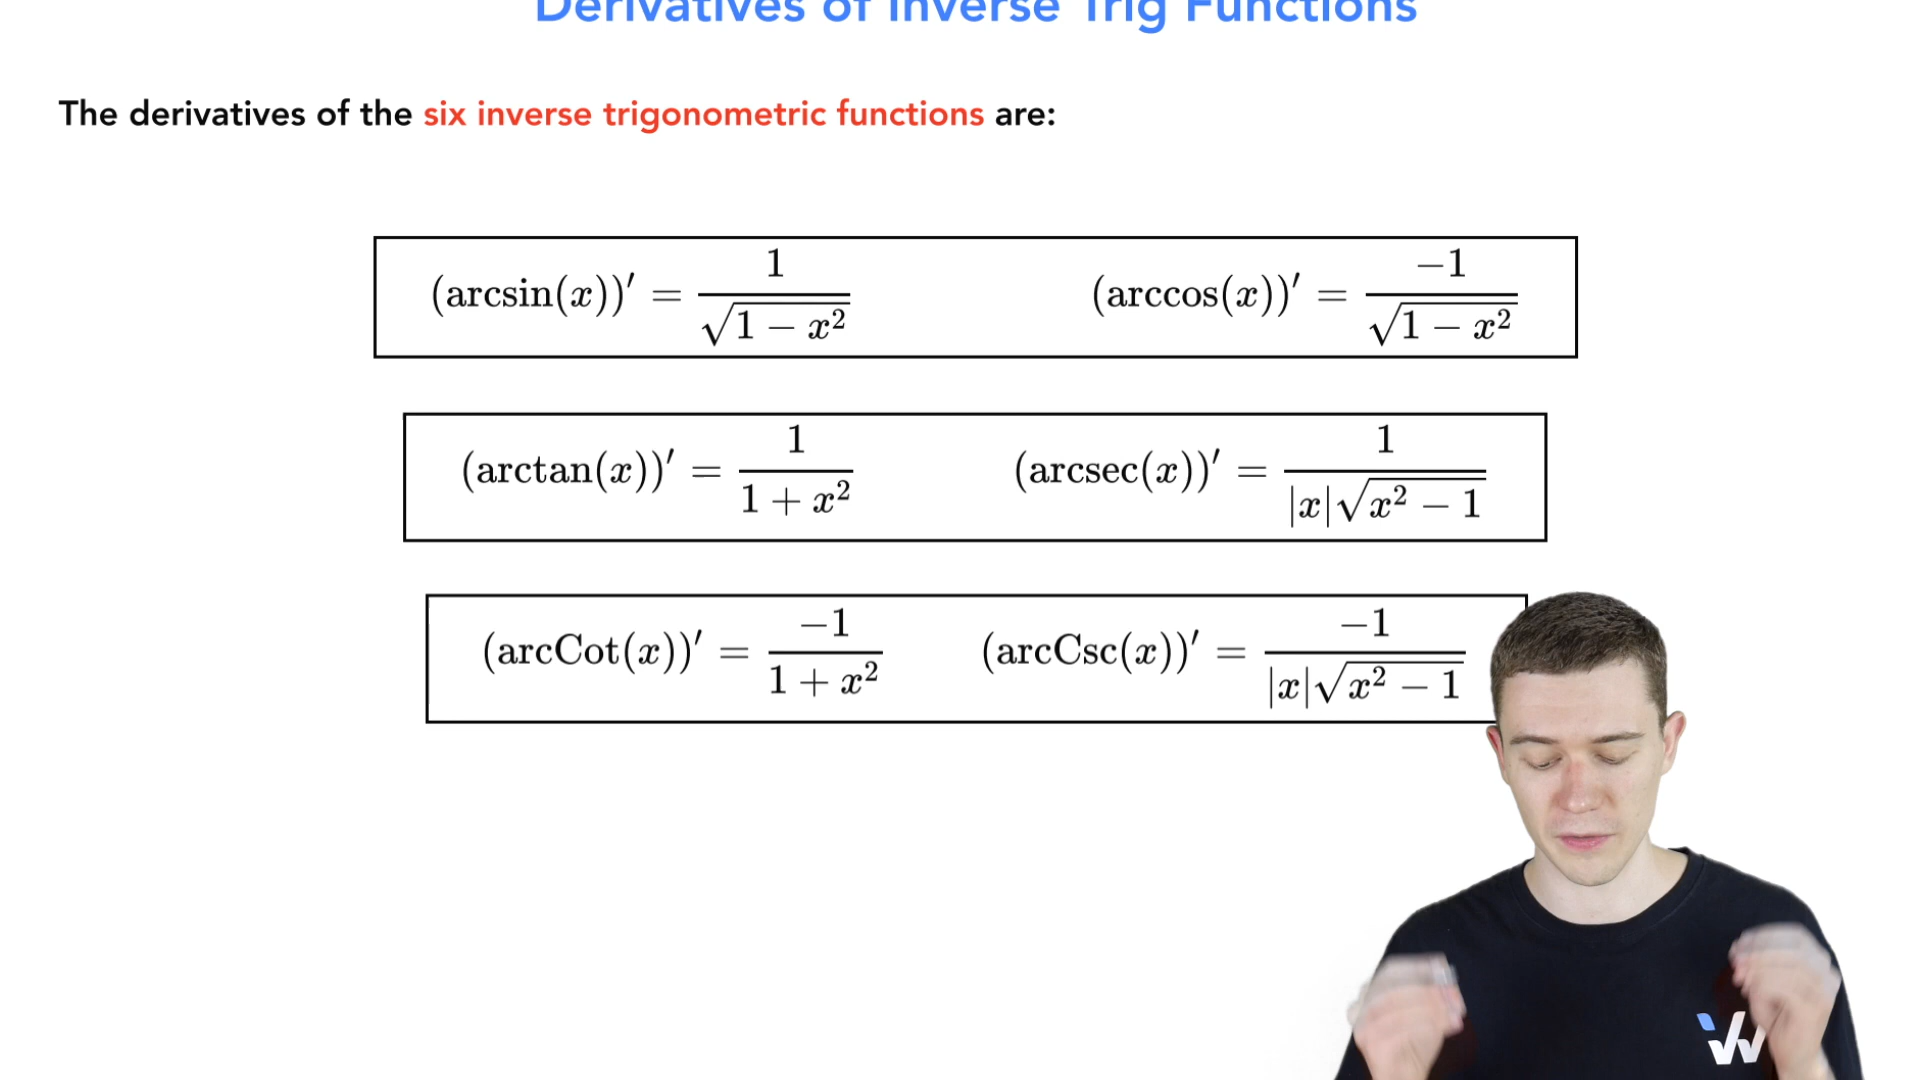 Derivatives of Inverse Trig Functions
The derivatives of the six inverse trigonometric functions are:
(arcsin(x))′ = 1/√(1 − x²)    (arccos(x))′ = −1/√(1 − x²)
(arctan(x))′ = 1/(1 + x²)    (arcsec(x))′ = 1/(|x|√(x² − 1))
(arcCot(x))′ = −1/(1 + x²)    (arcCsc(x))′ = −1/(|x|√(x² − 1))